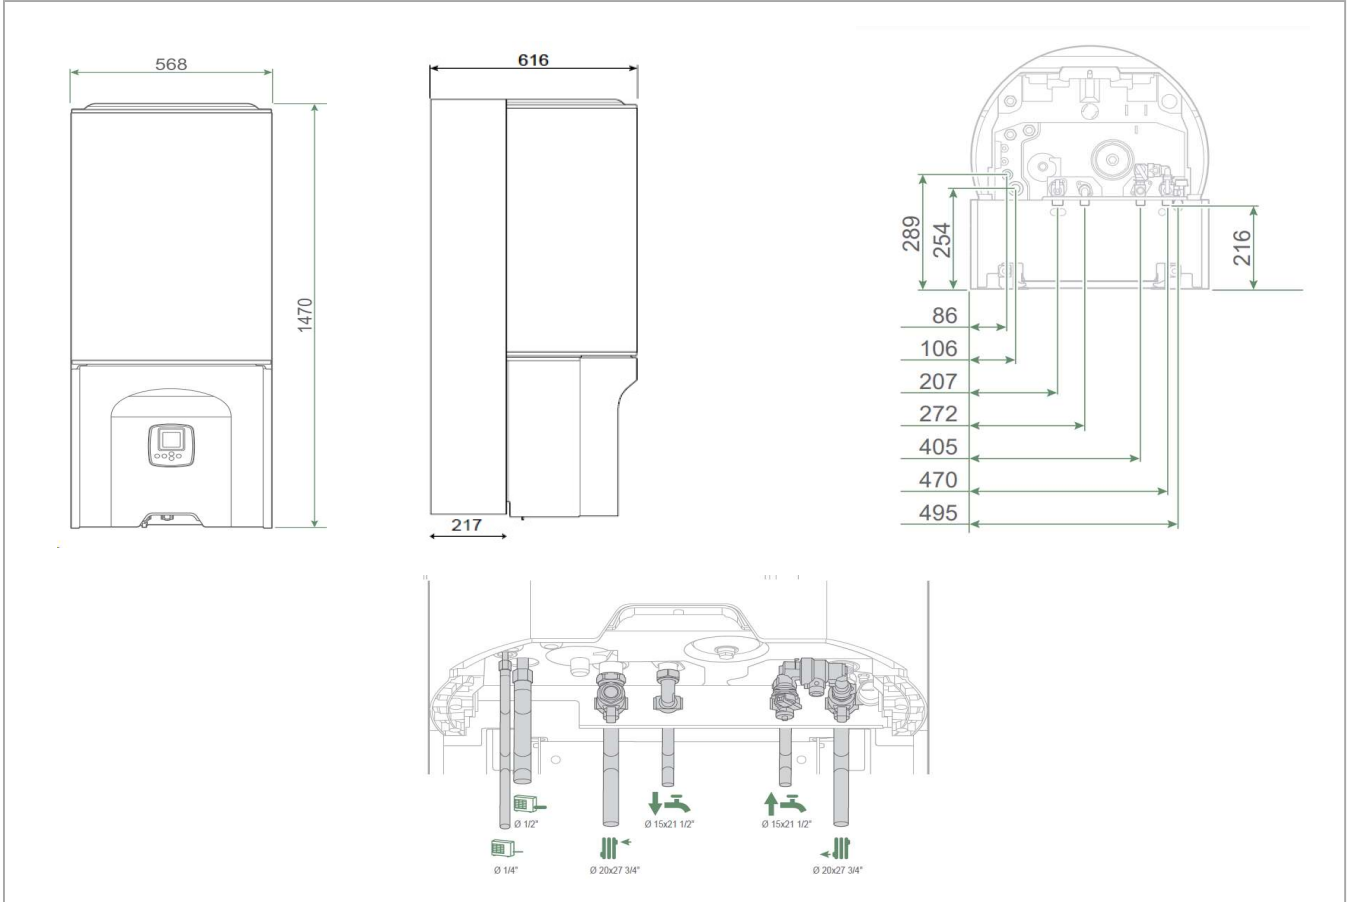 568
616
1470
217
289
254
216
86
106
207
272
405
470
495
Ø 1/2"
Ø 15x21 1/2"
Ø 15x21 1/2"
Ø 1/4"
Ø 20x27 3/4"
Ø 20x27 3/4"